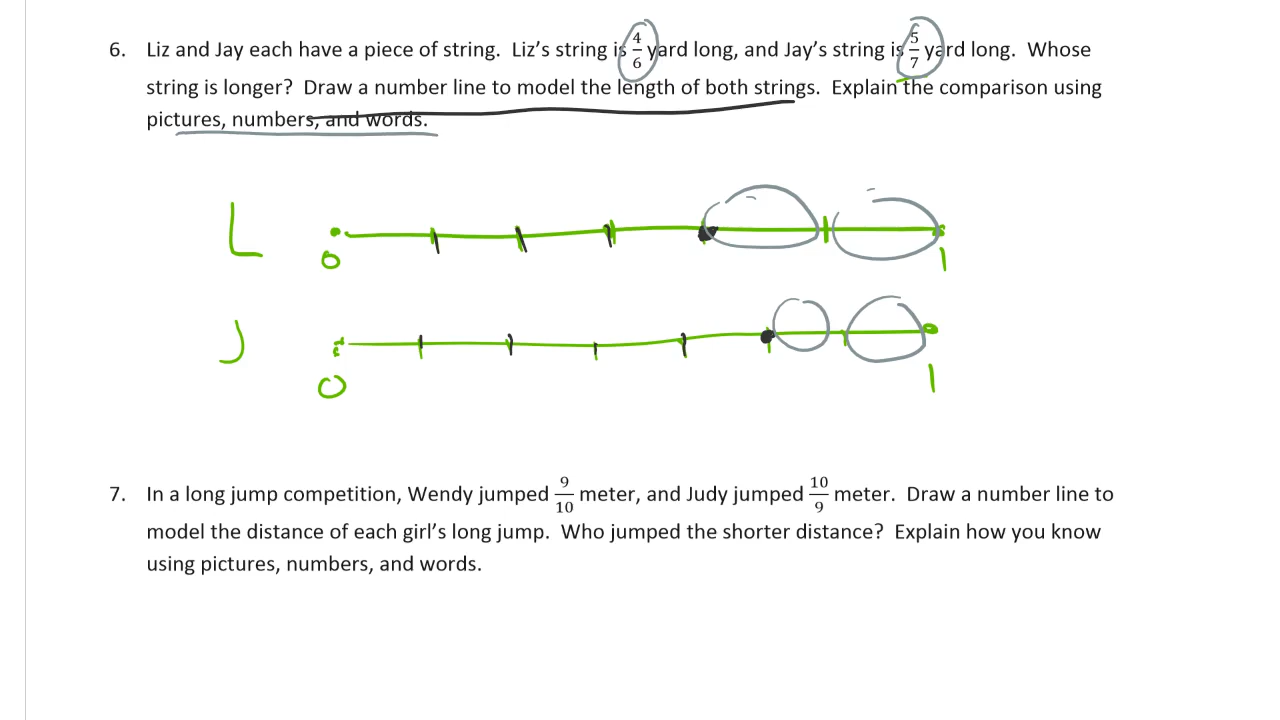 6. Liz and Jay each have a piece of string. Liz's string is 4/6 yard long, and Jay's string is 5/7 yard long. Whose
string is longer? Draw a number line to model the length of both strings. Explain the comparison using
pictures, numbers, and words.
L
0 1
J
0 1
7. In a long jump competition, Wendy jumped 9/10 meter, and Judy jumped 10/9 meter. Draw a number line to
model the distance of each girl's long jump. Who jumped the shorter distance? Explain how you know
using pictures, numbers, and words.